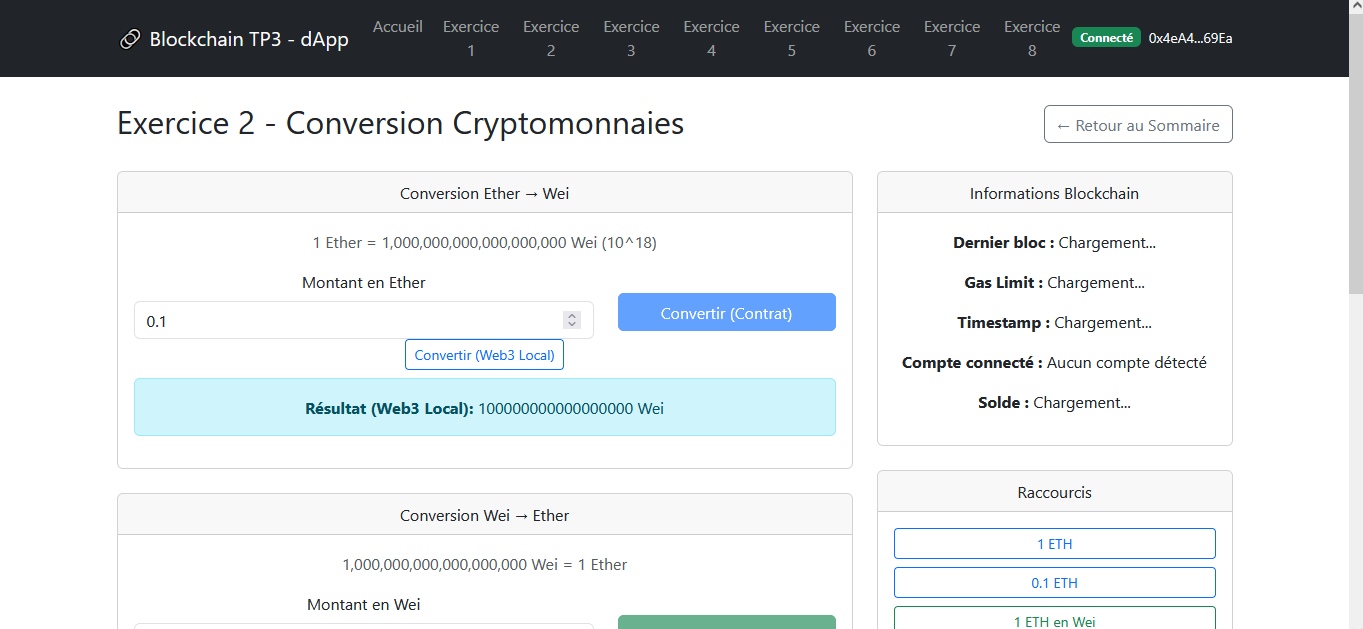 Blockchain TP3 - dApp
Accueil
Exercice 1
Exercice 2
Exercice 3
Exercice 4
Exercice 5
Exercice 6
Exercice 7
Exercice 8
Connecté
0x4eA4...69Ea
Exercice 2 - Conversion Cryptomonnaies
← Retour au Sommaire
Conversion Ether → Wei
1 Ether = 1,000,000,000,000,000,000 Wei (10^18)
Montant en Ether
0.1
Convertir (Contrat)
Convertir (Web3 Local)
Résultat (Web3 Local): 100000000000000000 Wei
Conversion Wei → Ether
1,000,000,000,000,000,000 Wei = 1 Ether
Montant en Wei
Informations Blockchain
Dernier bloc : Chargement...
Gas Limit : Chargement...
Timestamp : Chargement...
Compte connecté : Aucun compte détecté
Solde : Chargement...
Raccourcis
1 ETH
0.1 ETH
1 ETH en Wei